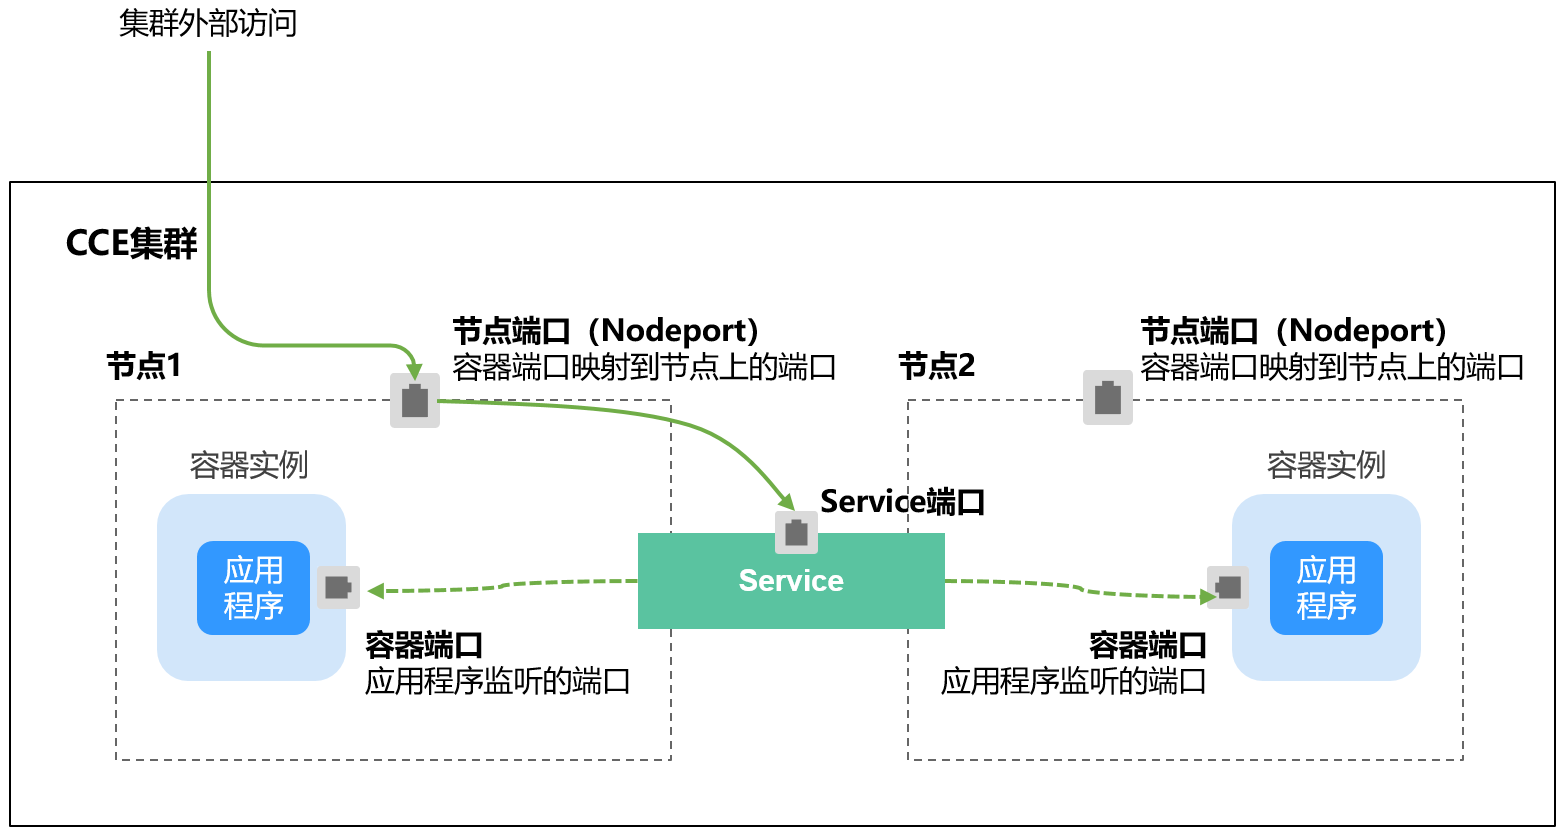 集群外部访问
CCE集群
节点端口（Nodeport）
容器端口映射到节点上的端口
节点1
节点端口（Nodeport）
容器端口映射到节点上的端口
节点2
容器实例
应用
程序
Service端口
Service
容器端口
应用程序监听的端口
容器实例
应用
程序
容器端口
应用程序监听的端口